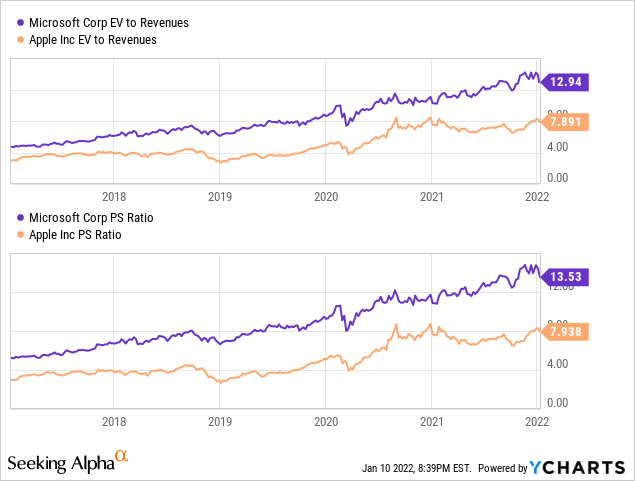 Microsoft Corp EV to Revenues
Apple Inc EV to Revenues
12.94
8.00
7.891
4.00
0.00
2018 2019 2020 2021 2022
Microsoft Corp PS Ratio
Apple Inc PS Ratio
13.53
12.00
7.938
4.00
0.00
2018 2019 2020 2021 2022
Seeking Alpha α
Jan 10 2022, 8:39PM EST. Powered by YCHARTS